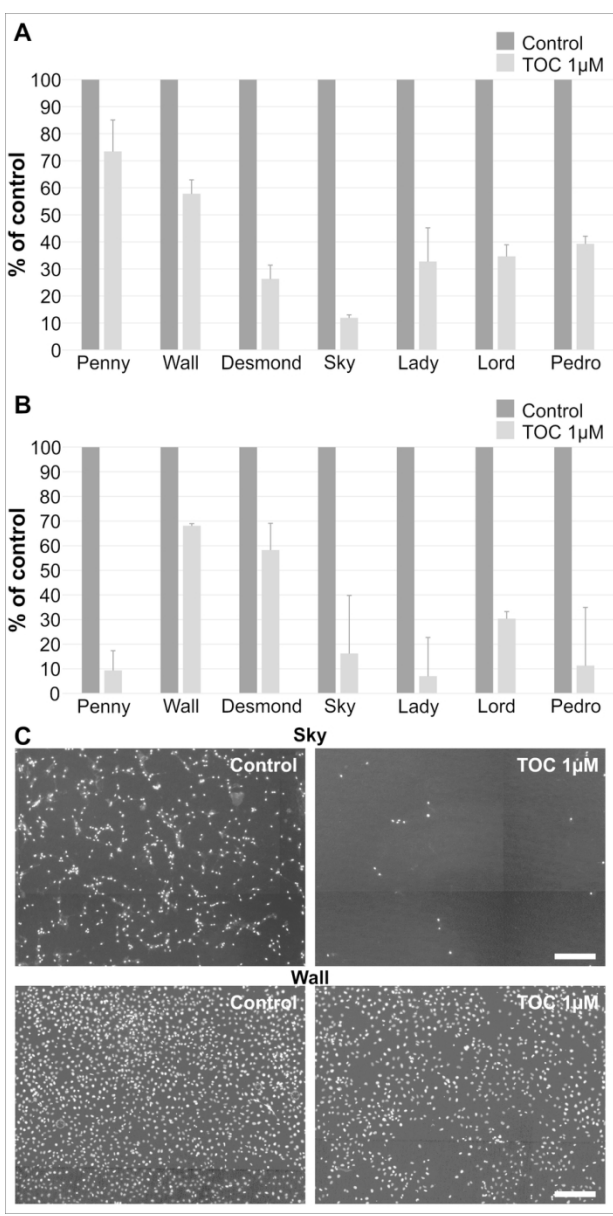 A
Control
TOC 1µM
100
90
80
70
60
50
40
30
20
10
0
% of control
Penny Wall Desmond Sky Lady Lord Pedro
B
Control
TOC 1µM
100
90
80
70
60
50
40
30
20
10
0
% of control
Penny Wall Desmond Sky Lady Lord Pedro
C
Sky
Control
TOC 1µM
Wall
Control
TOC 1µM